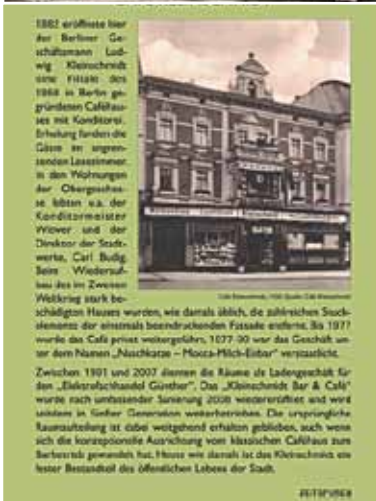 1882 eröffnete hier
der Berliner Ge-
schäftsmann Lud-
wig Kleinschmidt
eine Filiale des
1868 in Berlin ge-
gründeten Caféhau-
ses mit Konditorei.
Erholung fanden die
Gäste im angren-
zenden Lesezimmer.
In den Wohnungen
der Obergeschos-
se lebten u.a. der
Konditormeister
und der
Direktor der Stadt-
werke, Carl Budig.
Beim Wiederauf-
bau des im Zweiten
Weltkrieg stark be-
schädigten Hauses wurden, wie damals üblich, die zahlreichen Stuck-
elemente der einstmals beeindruckenden Fassade entfernt. Bis 1977
wurde das Café privat weitergeführt, 1977-90 war das Geschäft un-
ter dem Namen „Naschkatze – Mocca-Milch-Eisbar“ verstaatlicht.
Zwischen 1991 und 2007 dienten die Räume als Ladengeschäft für
den „Elektrofachhandel Günther“. Das „Kleinschmidt Bar & Café“
wurde nach umfassender Sanierung 2008 wiedereröffnet und wird
seitdem in fünfter Generation weiterbetrieben. Die ursprüngliche
Raumaufteilung ist dabei weitgehend erhalten geblieben, auch wenn
sich die konzeptionelle Ausrichtung vom klassischen Caféhaus zum
Barbetrieb gewandelt hat. Heute wie damals ist das Kleinschmidt ein
fester Bestandteil des öffentlichen Lebens der Stadt.
ZEITSPUREN